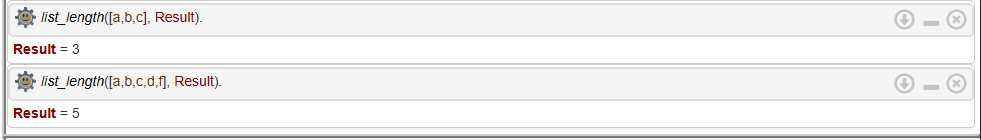 list_length([a,b,c], Result).
Result = 3
list_length([a,b,c,d,f], Result).
Result = 5